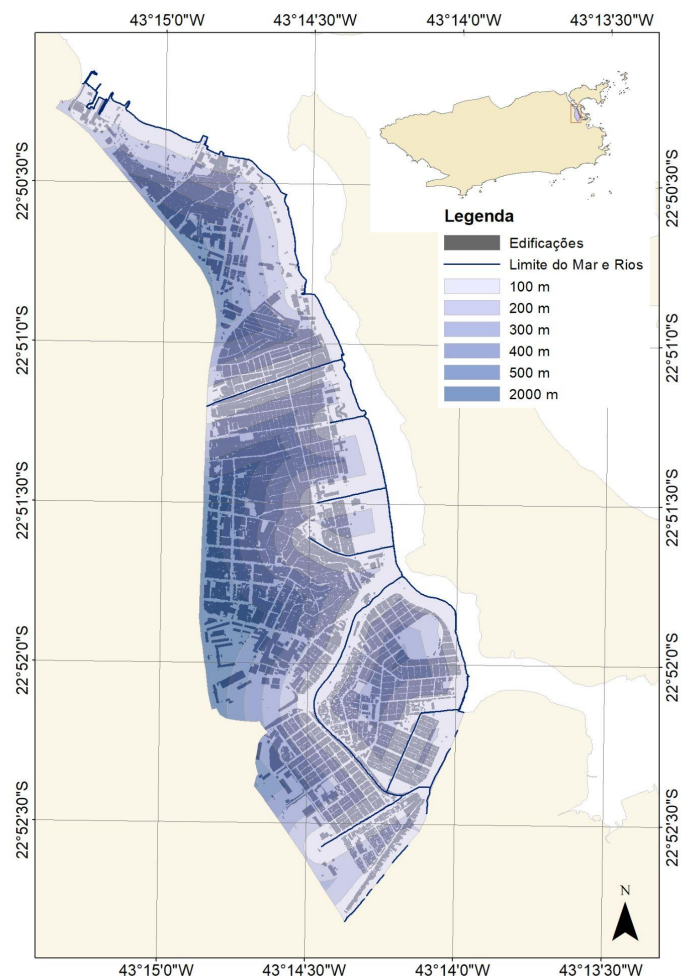 43°15'0"W
43°14'30"W
43°14'0"W
43°13'30"W
22°50'30"S
22°50'30"S
Legenda
Edificações
Limite do Mar e Rios
100 m
200 m
300 m
400 m
500 m
2000 m
22°51'0"S
22°51'0"S
22°51'30"S
22°51'30"S
22°52'0"S
22°52'0"S
22°52'30"S
22°52'30"S
N
43°15'0"W
43°14'30"W
43°14'0"W
43°13'30"W